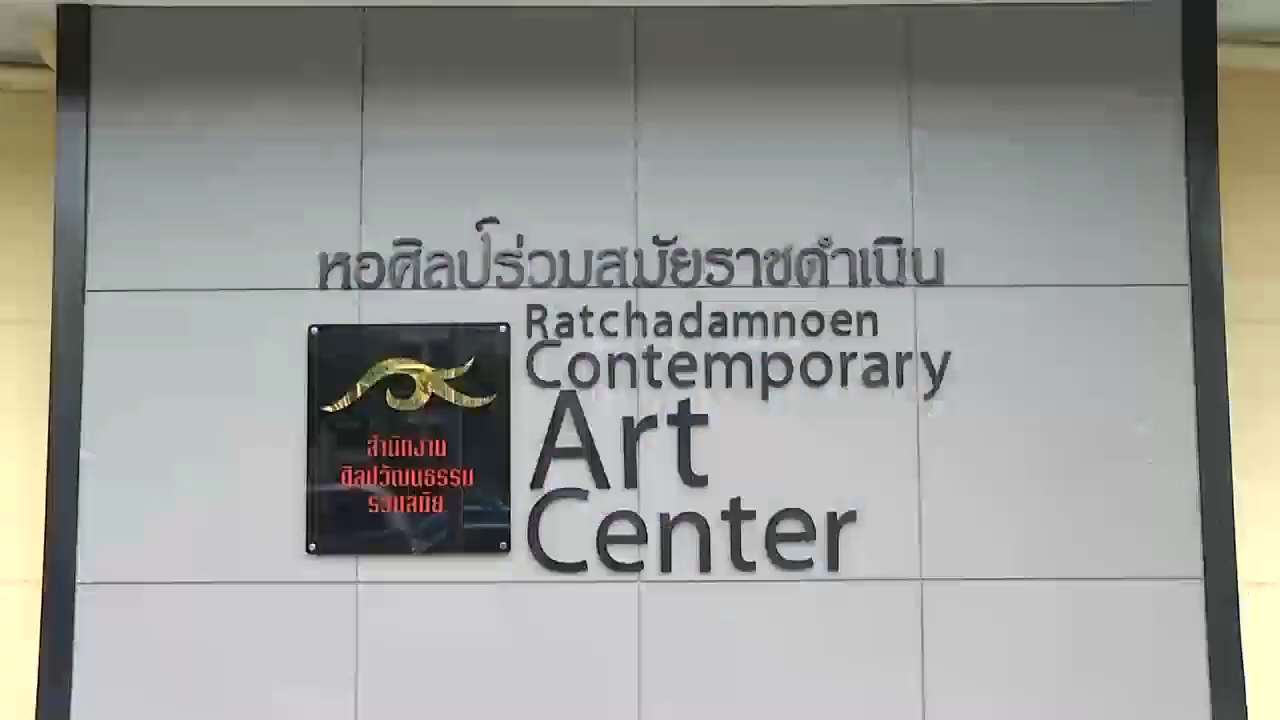 หอศิลป์ร่วมสมัยราชดำเนิน
Ratchadamnoen
Contemporary
Art
Center
สำนักงาน
ศิลปวัฒนธรรม
ร่วมสมัย